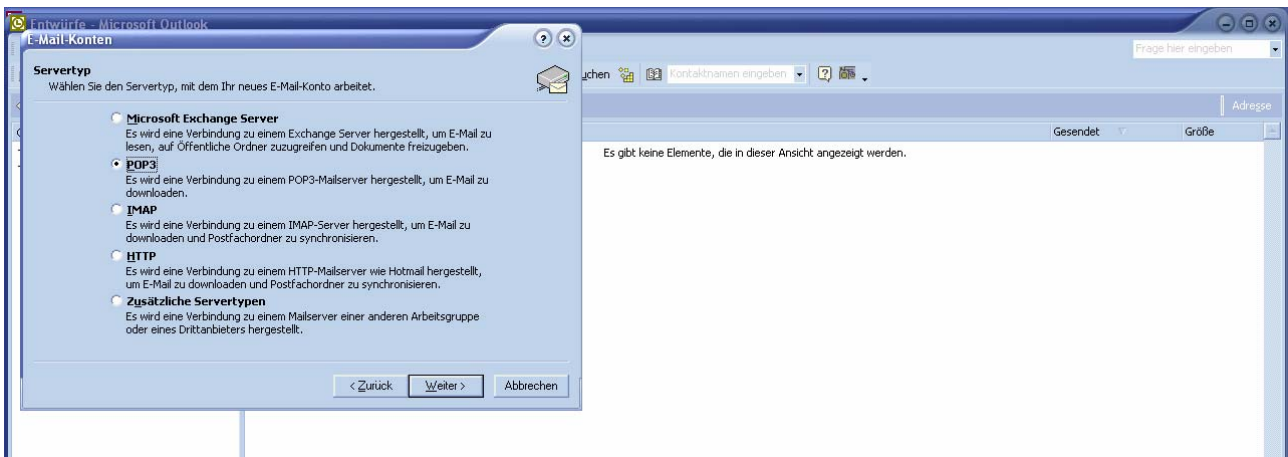 Entwürfe - Microsoft Outlook
E-Mail-Konten
Frage hier eingeben
Servertyp
Wählen Sie den Servertyp, mit dem Ihr neues E-Mail-Konto arbeitet.
uchen
Kontaktnamen eingeben
Adresse
Microsoft Exchange Server
Gesendet
Größe
Es wird eine Verbindung zu einem Exchange Server hergestellt, um E-Mail zu
lesen, auf Öffentliche Ordner zuzugreifen und Dokumente freizugeben.
Es gibt keine Elemente, die in dieser Ansicht angezeigt werden.
POP3
Es wird eine Verbindung zu einem POP3-Mailserver hergestellt, um E-Mail zu
downloaden.
IMAP
Es wird eine Verbindung zu einem IMAP-Server hergestellt, um E-Mail zu
downloaden und Postfachordner zu synchronisieren.
HTTP
Es wird eine Verbindung zu einem HTTP-Mailserver wie Hotmail hergestellt,
um E-Mail zu downloaden und Postfachordner zu synchronisieren.
Zusätzliche Servertypen
Es wird eine Verbindung zu einem Mailserver einer anderen Arbeitsgruppe
oder eines Drittanbieters hergestellt.
< Zurück
Weiter >
Abbrechen